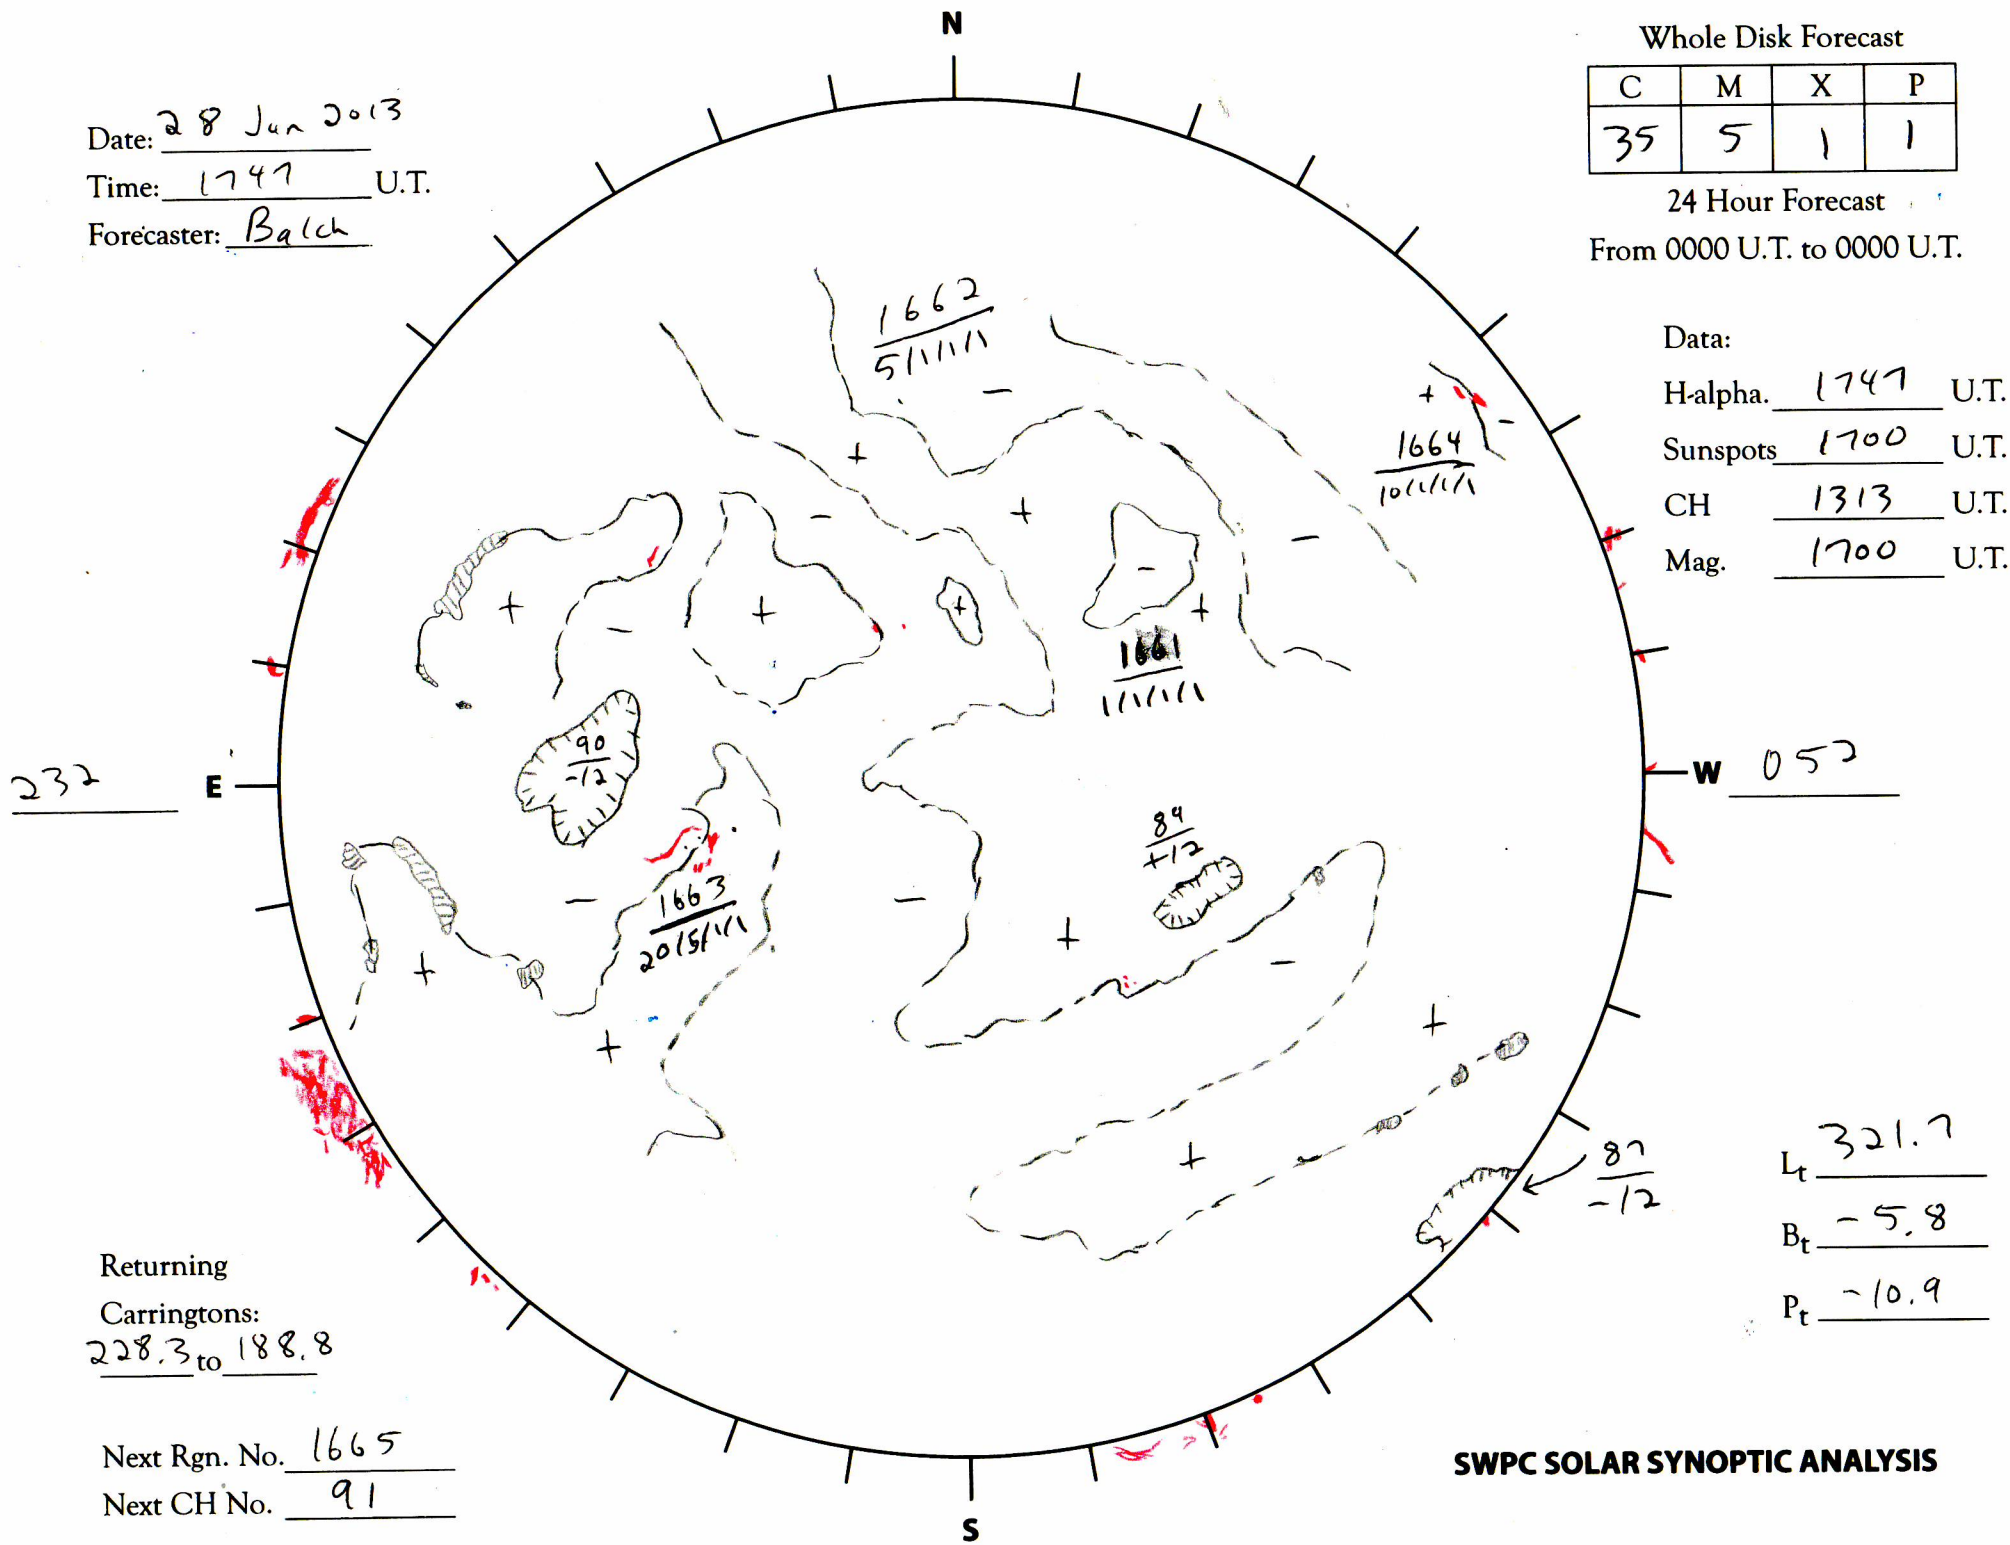 N
Date: 28 Jan 2013
Time: 1747 U.T.
Forecaster: Balch
Whole Disk Forecast
C M X P
35 5 1 1
24 Hour Forecast
From 0000 U.T. to 0000 U.T.
Data:
H-alpha. 1747 U.T.
Sunspots 1700 U.T.
CH 1313 U.T.
Mag. 1700 U.T.
1662
5/1/1/1
1664
10/1/1/1
1661
1/1/1/1
90
-12
232 E
W 052
89
+12
1663
20/5/1/1
87
-12
Lt 321.7
Bt -5.8
Pt -10.9
Returning
Carringtons:
228.3 to 188.8
Next Rgn. No. 1665
Next CH No. 91
SWPC SOLAR SYNOPTIC ANALYSIS
S